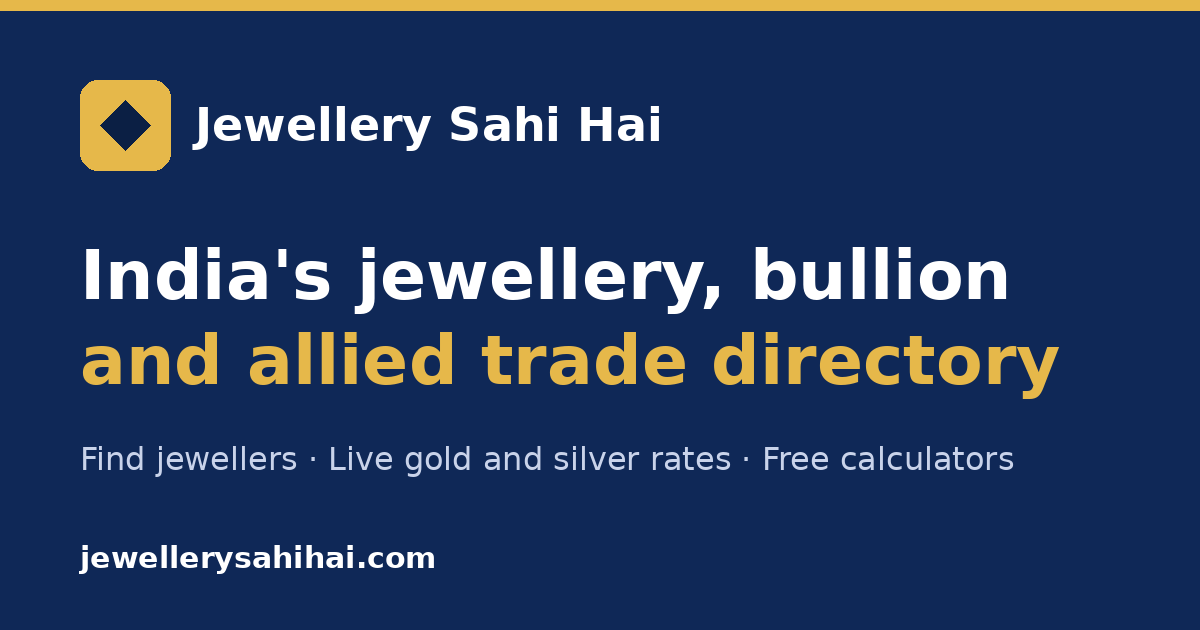 Jewellery Sahi Hai
India's jewellery, bullion
and allied trade directory
Find jewellers · Live gold and silver rates · Free calculators
jewellerysahihai.com